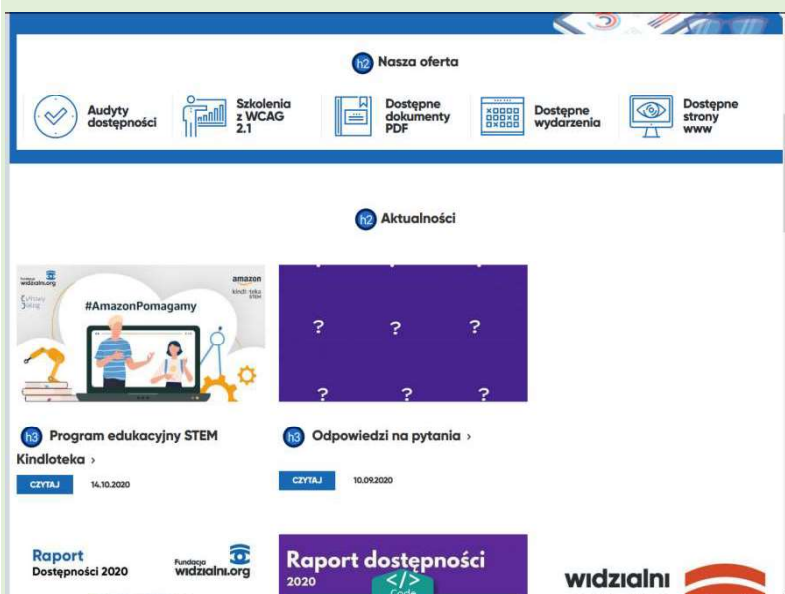 h2 Nasza oferta
Audyty
dostępności
Szkolenia
z WCAG
2.1
Dostępne
dokumenty
PDF
Dostępne
wydarzenia
Dostępne
strony
www
h2 Aktualności
Fundacja
widzialni.org
amazon
#AmazonPomagamy
STEM
? ? ?
? ? ?
h3 Program edukacyjny STEM
Kindloteka ›
CZYTAJ 14.10.2020
h3 Odpowiedzi na pytania ›
CZYTAJ 10.09.2020
Raport
Dostępności 2020
Fundacja
widzialni.org
Raport dostępności
2020
</>
Code
widzialni